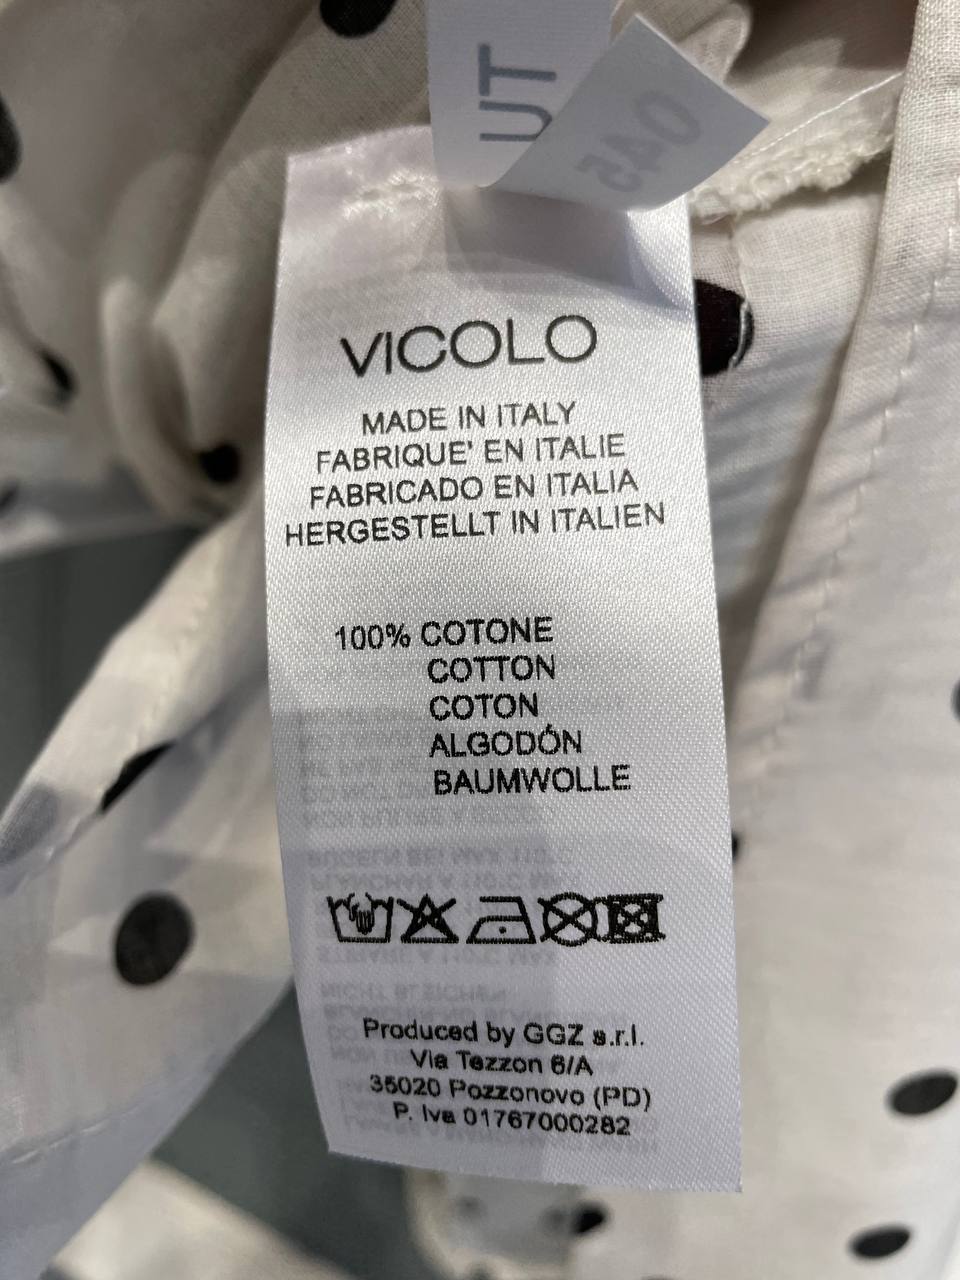 UT
045
VICOLO
MADE IN ITALY
FABRIQUE' EN ITALIE
FABRICADO EN ITALIA
HERGESTELLT IN ITALIEN
100% COTONE
COTTON
COTON
ALGODÓN
BAUMWOLLE
Produced by GGZ s.r.l.
Via Tezzon 6/A
35020 Pozzonovo (PD)
P. Iva 01767000282